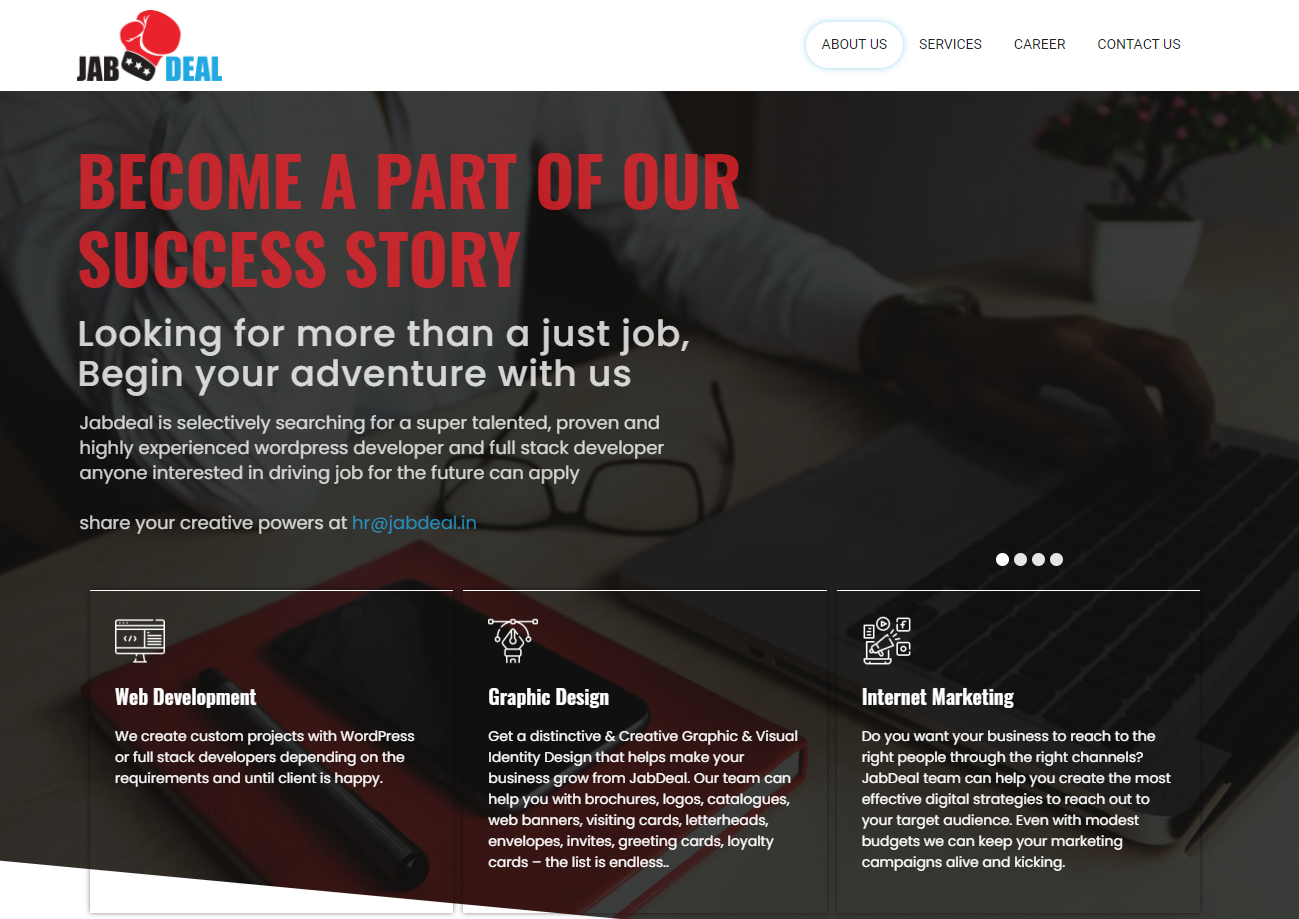 JAB DEAL
ABOUT US SERVICES CAREER CONTACT US
BECOME A PART OF OUR
SUCCESS STORY
Looking for more than a just job,
Begin your adventure with us
Jabdeal is selectively searching for a super talented, proven and
highly experienced wordpress developer and full stack developer
anyone interested in driving job for the future can apply
share your creative powers at hr@jabdeal.in
Web Development
We create custom projects with WordPress
or full stack developers depending on the
requirements and until client is happy.
Graphic Design
Get a distinctive & Creative Graphic & Visual
Identity Design that helps make your
business grow from JabDeal. Our team can
help you with brochures, logos, catalogues,
web banners, visiting cards, letterheads,
envelopes, invites, greeting cards, loyalty
cards – the list is endless..
Internet Marketing
Do you want your business to reach to the
right people through the right channels?
JabDeal team can help you create the most
effective digital strategies to reach out to
your target audience. Even with modest
budgets we can keep your marketing
campaigns alive and kicking.